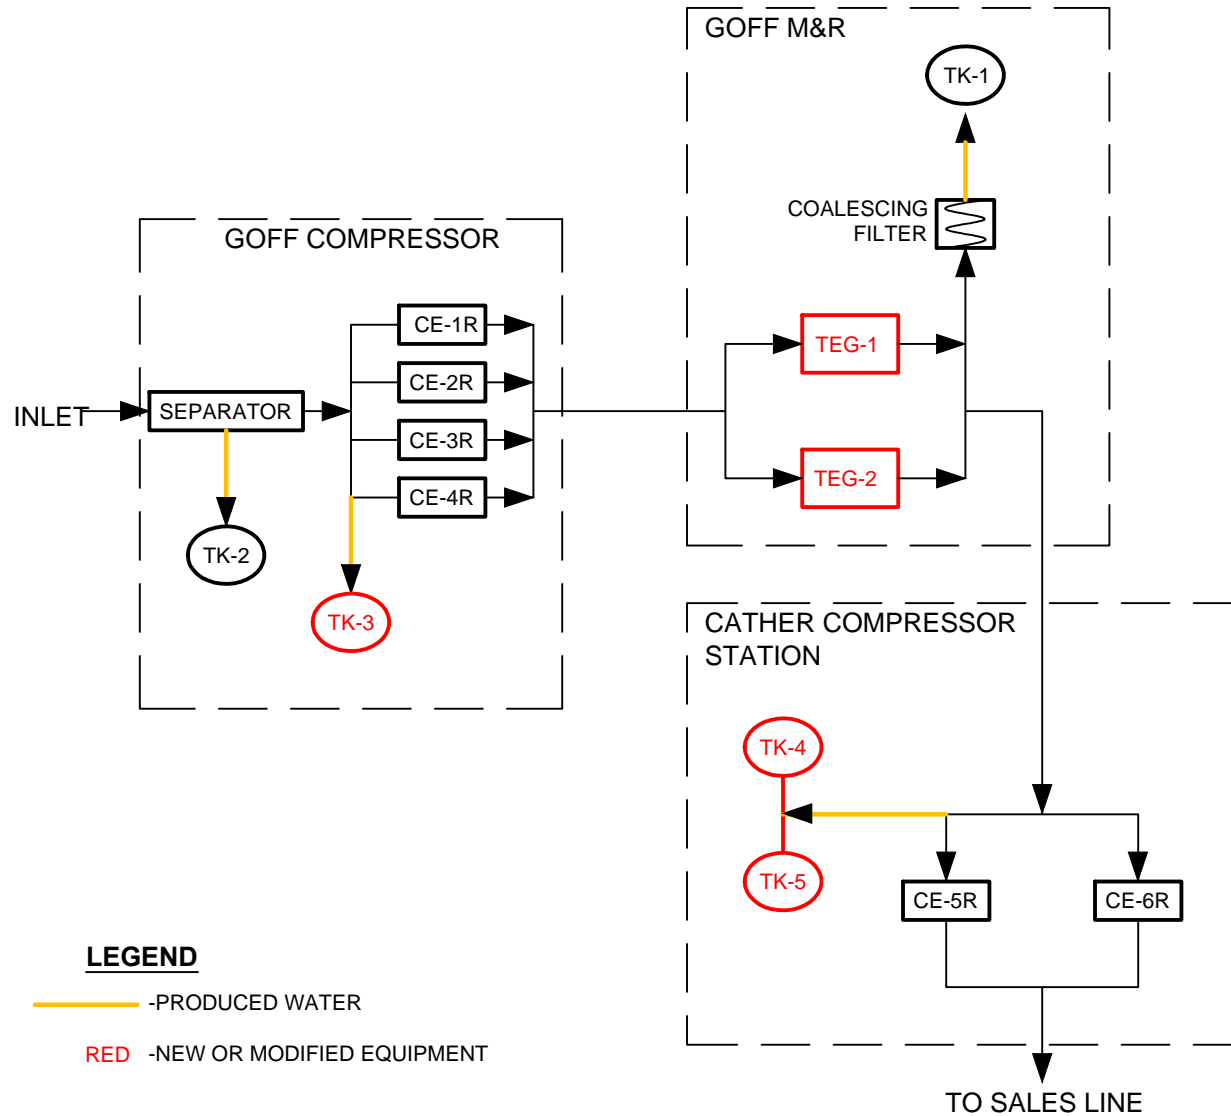 GOFF M&R
TK-1
COALESCING
FILTER
GOFF COMPRESSOR
CE-1R
TEG-1
CE-2R
INLET
SEPARATOR
CE-3R
TEG-2
CE-4R
TK-2
TK-3
CATHER COMPRESSOR
STATION
TK-4
TK-5
CE-5R
CE-6R
LEGEND
-PRODUCED WATER
RED -NEW OR MODIFIED EQUIPMENT
TO SALES LINE